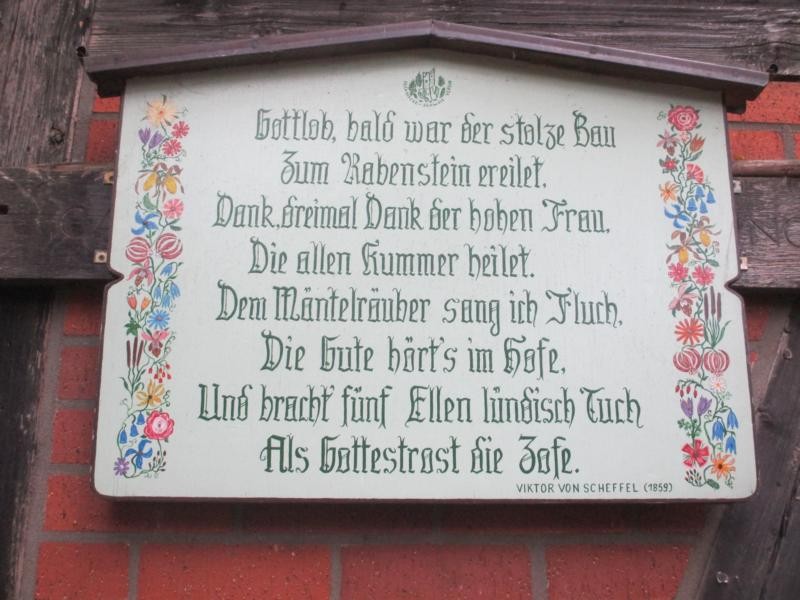 Gottlob, bald war der stolze Bau
Zum Rabenstein ereilet.
Dank, dreimal Dank der hohen Frau,
Die allen Kummer heilet.
Dem Mäntelräuber sang ich Fluch,
Die Gute hört's im Hofe,
Und bracht' fünf Ellen lündisch Tuch
Als Gottestrost die Zofe.
VIKTOR VON SCHEFFEL (1859)